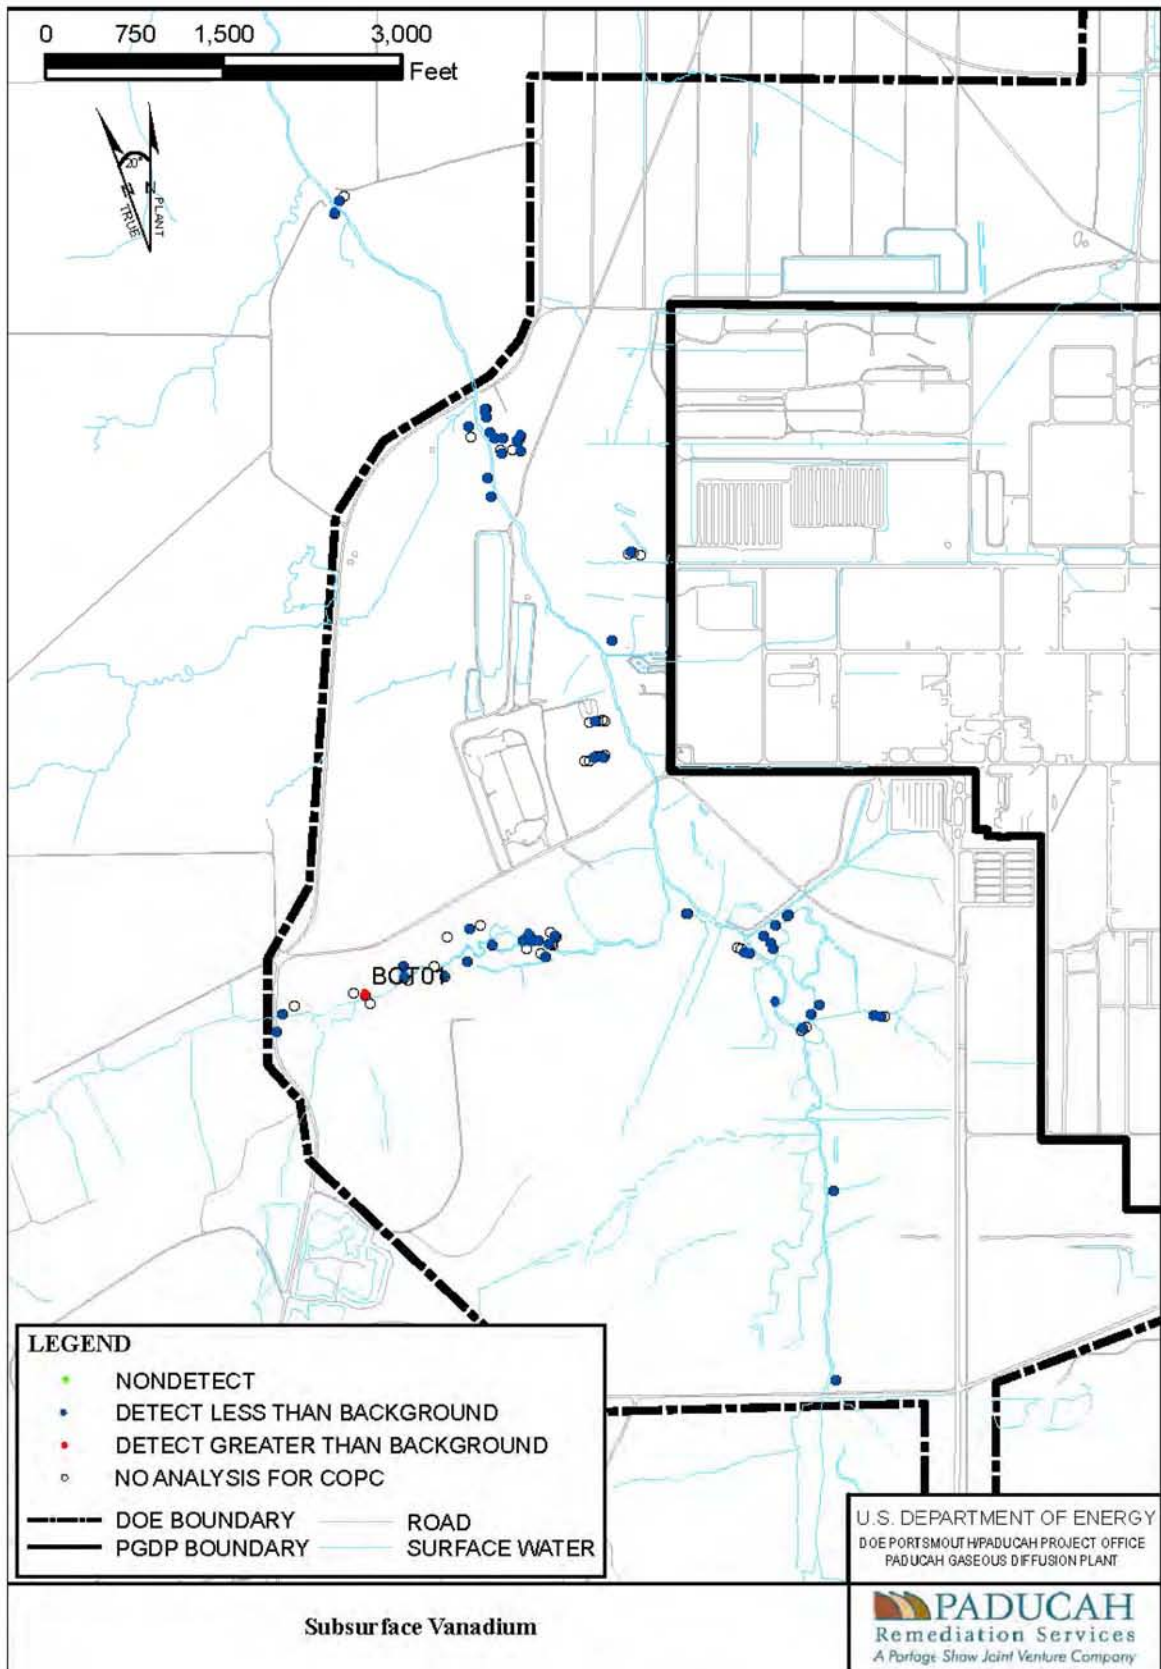 0 750 1,500 3,000
Feet
20°
TRUE N
PLANT N
BCT01
LEGEND
NONDETECT
DETECT LESS THAN BACKGROUND
DETECT GREATER THAN BACKGROUND
NO ANALYSIS FOR COPC
DOE BOUNDARY ROAD
PGDP BOUNDARY SURFACE WATER
U.S. DEPARTMENT OF ENERGY
DOE PORTSMOUTH/PADUCAH PROJECT OFFICE
PADUCAH GASEOUS DIFFUSION PLANT
Subsurface Vanadium
PADUCAH
Remediation Services
A Portage Shaw Joint Venture Company